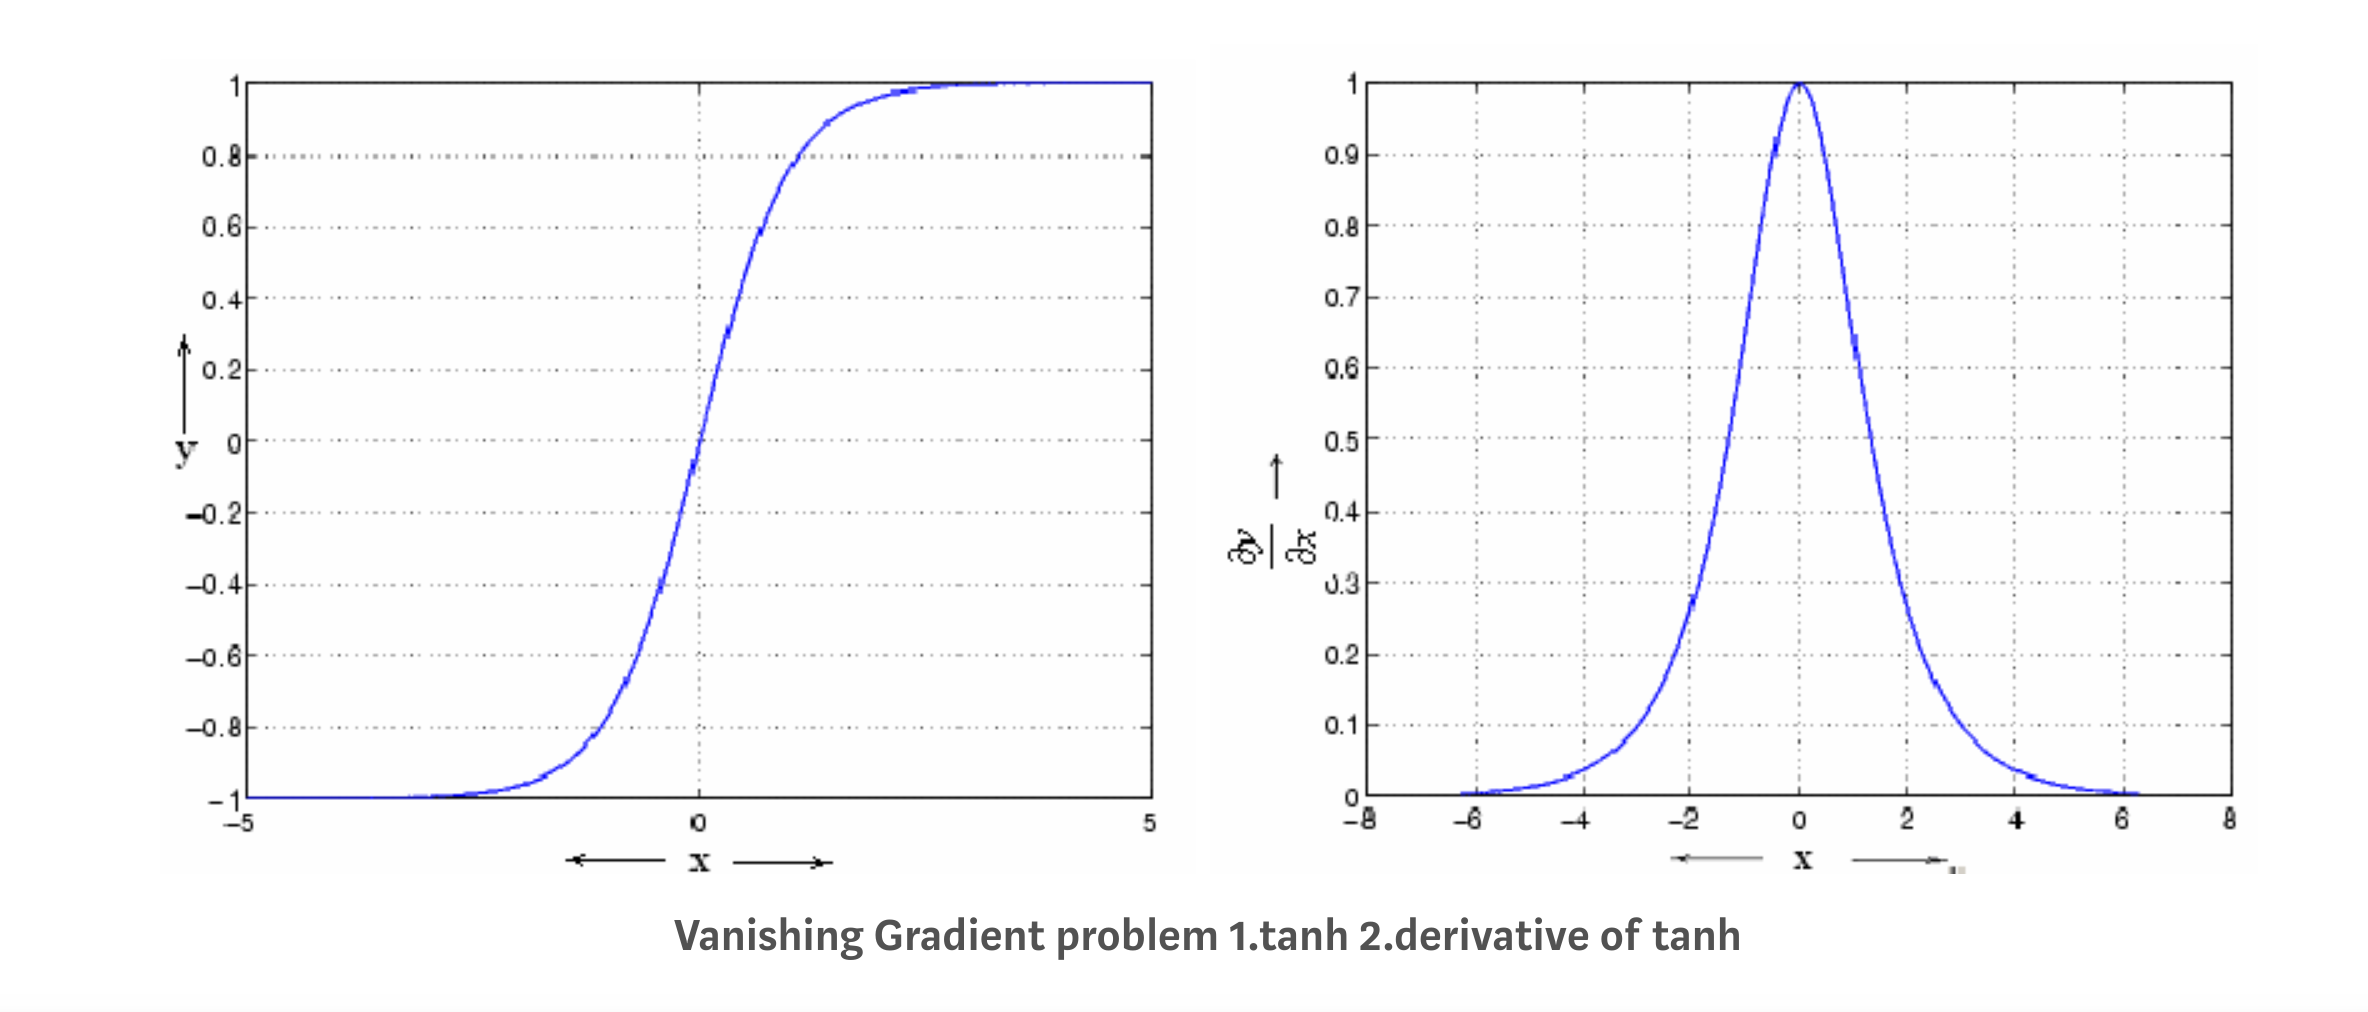 1
0.8
0.6
0.4
0.2
0
−0.2
−0.4
−0.6
−0.8
−1
y
−5 0 5
x
1
0.9
0.8
0.7
0.6
0.5
0.4
0.3
0.2
0.1
0
∂y
∂x
−8 −6 −4 −2 0 2 4 6 8
x
Vanishing Gradient problem 1.tanh 2.derivative of tanh